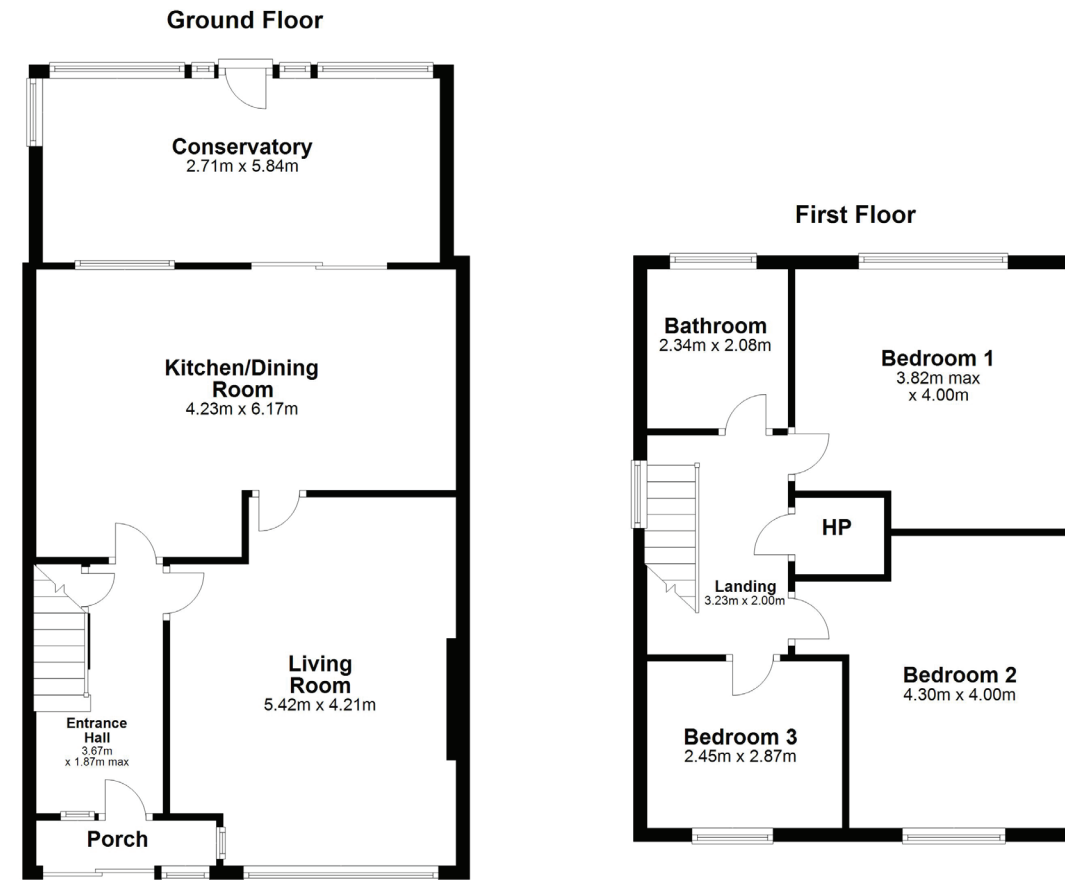 Ground Floor
Conservatory
2.71m x 5.84m
Kitchen/Dining
Room
4.23m x 6.17m
Living
Room
5.42m x 4.21m
Entrance
Hall
3.67m
x 1.87m max
Porch
First Floor
Bathroom
2.34m x 2.08m
Bedroom 1
3.82m max
x 4.00m
HP
Landing
3.23m x 2.00m
Bedroom 2
4.30m x 4.00m
Bedroom 3
2.45m x 2.87m